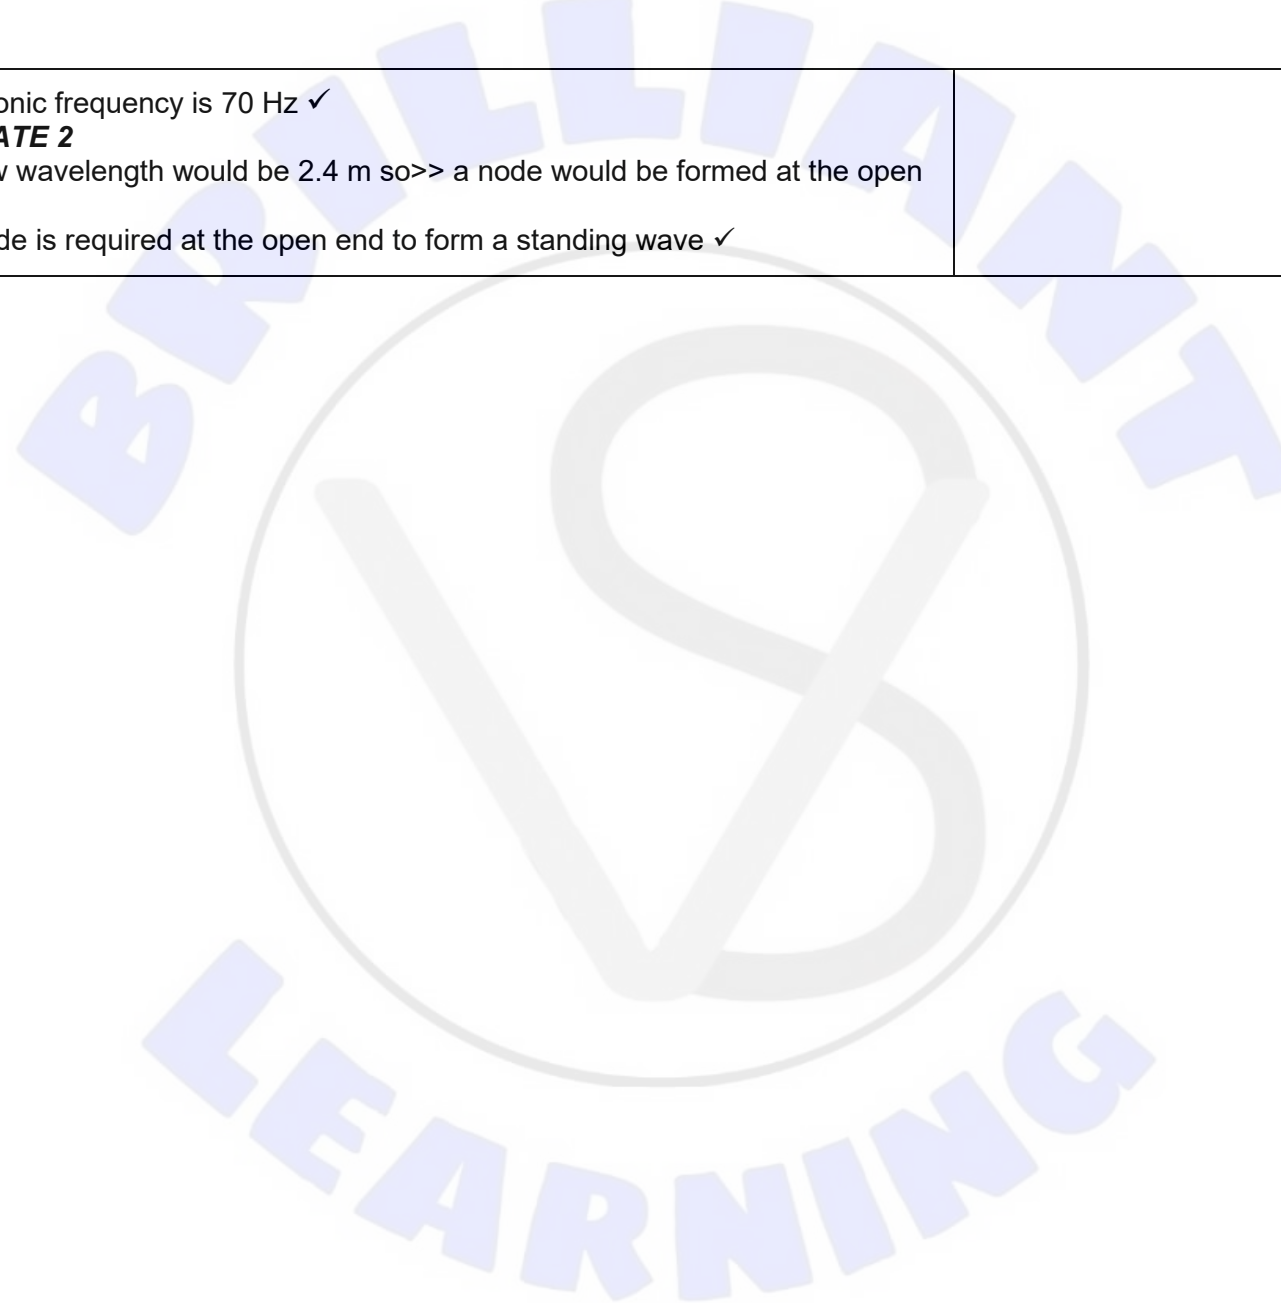 onic frequency is 70 Hz ✓
ATE 2
wavelength would be 2.4 m so>> a node would be formed at the open
de is required at the open end to form a standing wave ✓
BRILLIANT
VS
LEARNING